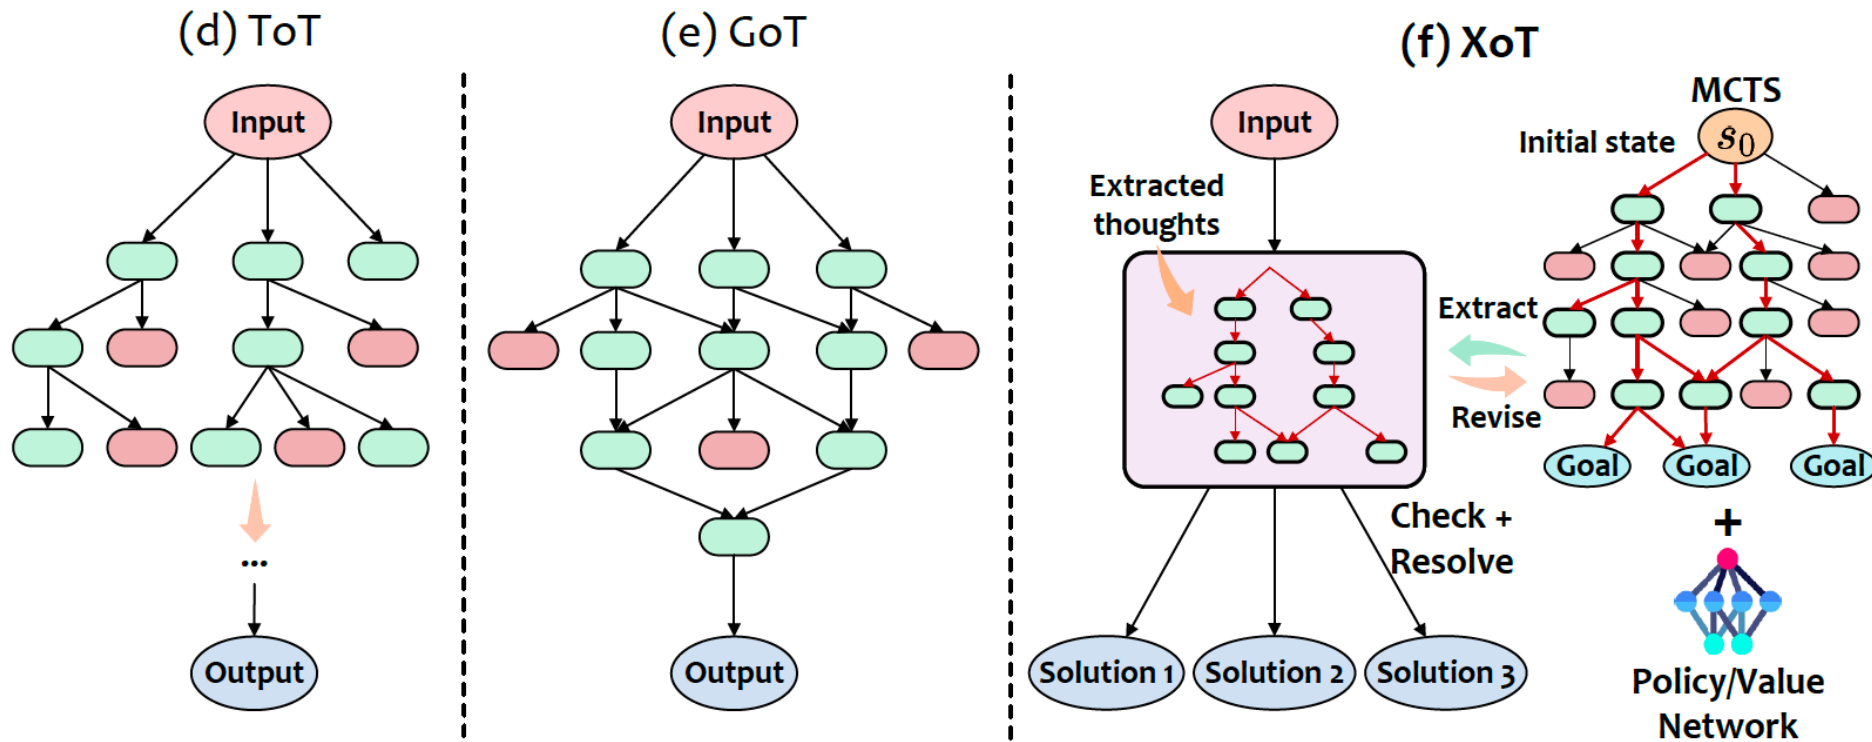 (d) ToT
Input
...
Output
(e) GoT
Input
Output
(f) XoT
Input
Extracted
thoughts
Check +
Resolve
Solution 1
Solution 2
Solution 3
MCTS
Initial state
s0
Extract
Revise
Goal
Goal
Goal
+
Policy/Value
Network